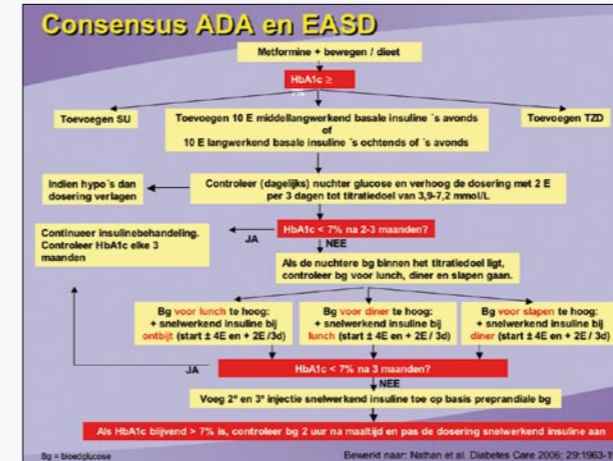 Consensus ADA en EASD
Metformine + bewegen / dieet
HbA1c ≥
7%
Toevoegen SU
Toevoegen 10 E middellangwerkend basale insuline ´s avonds
of
10 E langwerkend basale insuline ´s ochtends of ´s avonds
Toevoegen TZD
Indien hypo´s dan
dosering verlagen
Controleer (dagelijks) nuchter glucose en verhoog de dosering met 2 E
per 3 dagen tot titratiedoel van 3,9-7,2 mmol/L
Continueer insulinebehandeling.
Controleer HbA1c elke 3
maanden
JA
HbA1c < 7% na 2-3 maanden?
NEE
Als de nuchtere bg binnen het titratiedoel ligt,
controleer bg voor lunch, diner en slapen gaan.
Bg voor lunch te hoog:
+ snelwerkend insuline bij
ontbijt (start ± 4E en + 2E /3d)
Bg voor diner te hoog:
+ snelwerkend insuline bij
lunch (start ± 4E en + 2E / 3d)
Bg voor slapen te hoog:
+ snelwerkend insuline bij
diner (start ± 4E en + 2E / 3d)
JA
HbA1c < 7% na 3 maanden?
NEE
Voeg 2º en 3º injectie snelwerkend insuline toe op basis preprandiale bg
Als HbA1c blijvend > 7% is, controleer bg 2 uur na maaltijd en pas de dosering snelwerkend insuline aan
Bg = bloedglucose
Bewerkt naar: Nathan et al. Diabetes Care 2006; 29:1963-1